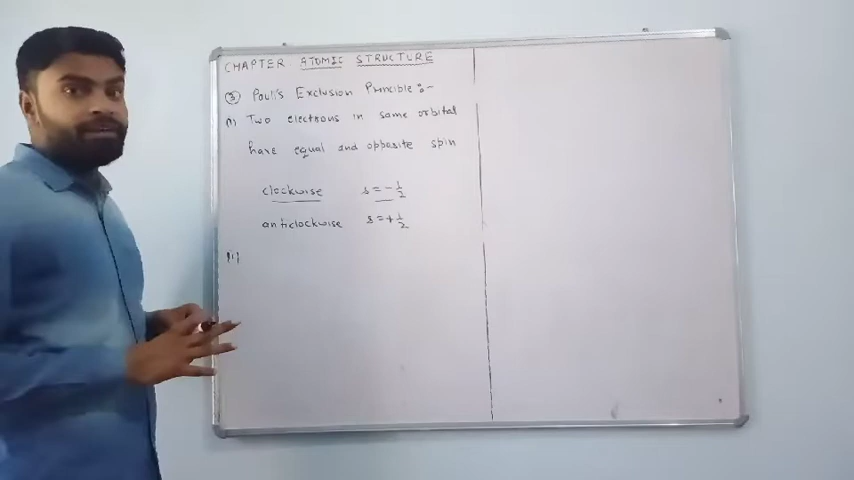 CHAPTER. ATOMIC STRUCTURE
③ Pauli's Exclusion Principle :-
(i) Two electrons in same orbital
have equal and opposite spin
clockwise s = - 1/2
anticlockwise s = + 1/2
(ii)